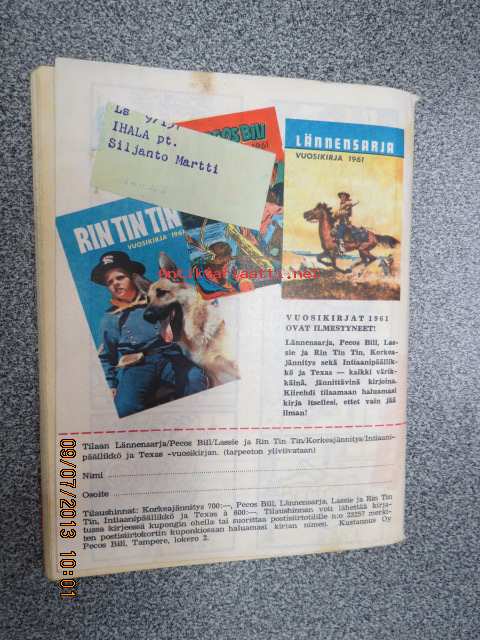 La 9/
IHALA pt.
Siljanto Martti
PECOS BILL
1961
LÄNNENSARJA
VUOSIKIRJA 1961
RIN TIN TIN
VUOSIKIRJA 1961
VUOSIKIRJAT 1961
OVAT ILMESTYNEET!
Lännensarja, Pecos Bill, Las-
sie ja Rin Tin Tin, Korkea-
jännitys sekä Intiaanipäällik-
kö ja Texas — kaikki värik-
käinä, jännittävinä kirjoina.
Kiirehdi tilaamaan haluamasi
kirja itsellesi, ettet vain jää
ilman!
Tilaan Lännensarja/Pecos Bill/Lassie ja Rin Tin Tin/Korkeajännitys/Intiaani-
päällikkö ja Texas -vuosikirjan. (tarpeeton yliviivataan)
Nimi
Osoite
Tilaushinnat: Korkeajännitys 700:—, Pecos Bill, Lännensarja, Lassie ja Rin Tin
Tin, Intiaanipäällikkö ja Texas à 600:—. Tilaushinnan voi lähettää kirja-
tussa kirjeessä kupongin ohella tai suorittaa postisiirtotilille n:o 23257 merkit-
ten postisiirtokortin kuponkiosaan haluamasi kirjan nimen. Kustannus Oy
Pecos Bill, Tampere, lokero 2.
09/07/2013 10:01